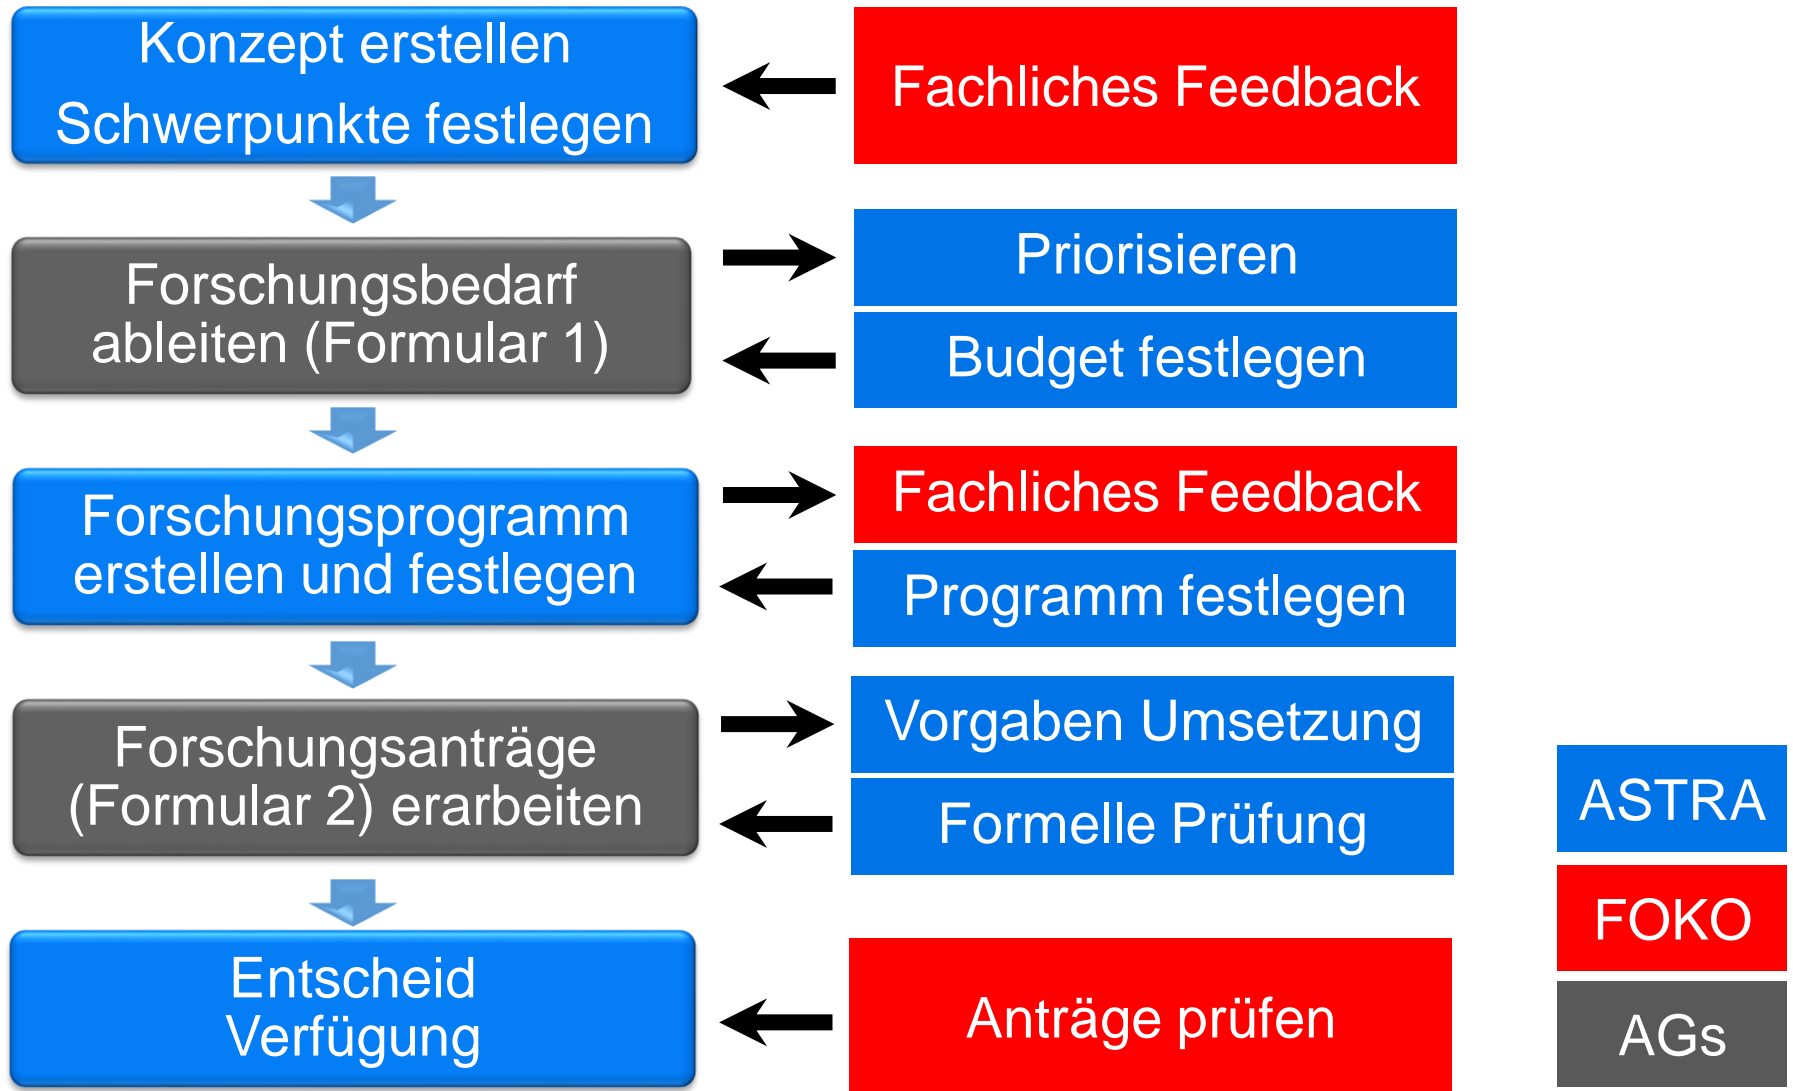 Konzept erstellen
Schwerpunkte festlegen
Fachliches Feedback
Forschungsbedarf
ableiten (Formular 1)
Priorisieren
Budget festlegen
Forschungsprogramm
erstellen und festlegen
Fachliches Feedback
Programm festlegen
Forschungsanträge
(Formular 2) erarbeiten
Vorgaben Umsetzung
Formelle Prüfung
Entscheid
Verfügung
Anträge prüfen
ASTRA
FOKO
AGs